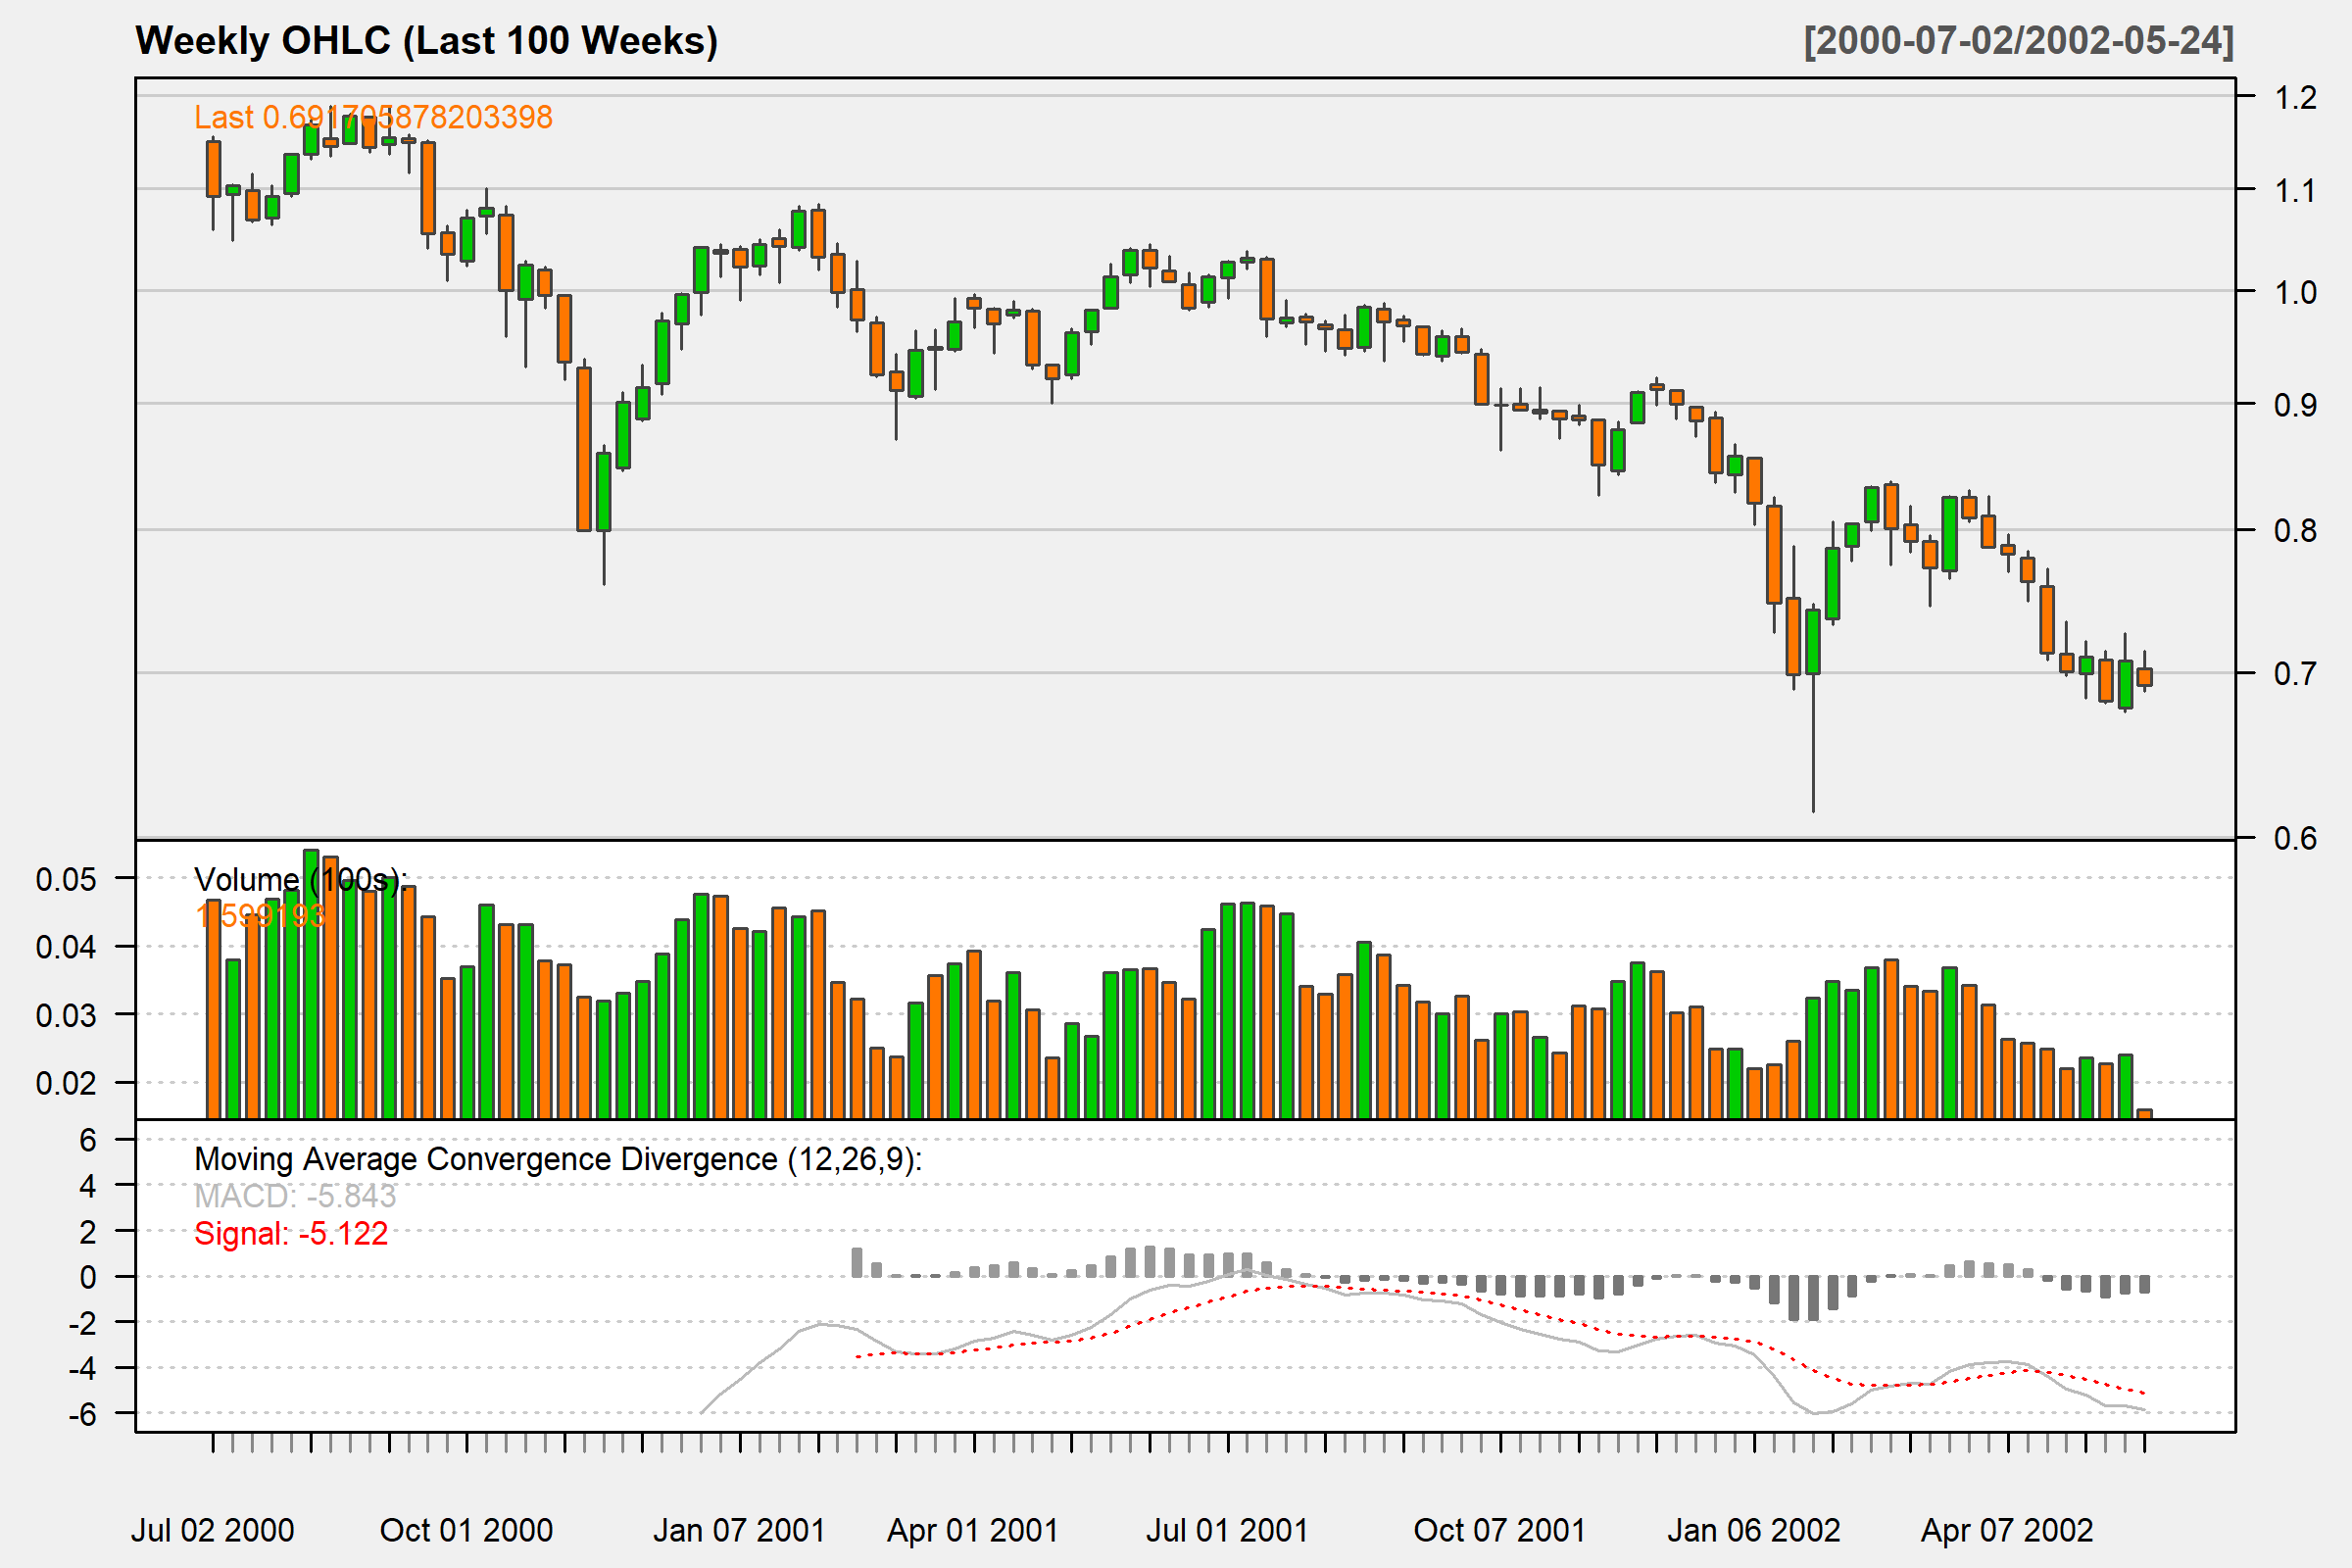 Weekly OHLC (Last 100 Weeks)
[2000-07-02/2002-05-24]
Last 0.691705878203398
1.2
1.1
1.0
0.9
0.8
0.7
0.6
Volume (100s):
1.599193
0.05
0.04
0.03
0.02
Moving Average Convergence Divergence (12,26,9):
MACD: -5.843
Signal: -5.122
6
4
2
0
-2
-4
-6
Jul 02 2000 Oct 01 2000 Jan 07 2001 Apr 01 2001 Jul 01 2001 Oct 07 2001 Jan 06 2002 Apr 07 2002